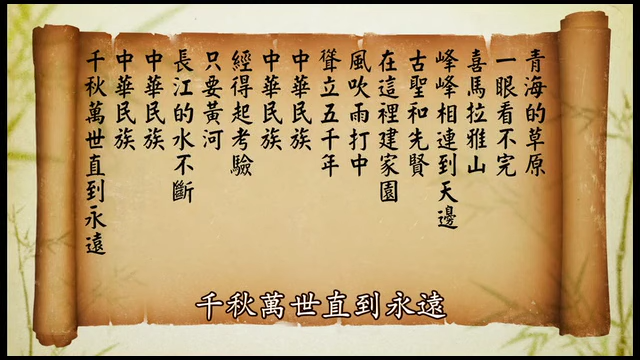 青海的草原
一眼看不完
喜馬拉雅山
峰峰相連到天邊
古聖和先賢
在這裡建家園
風吹雨打中
聳立五千年
中華民族
中華民族
經得起考驗
只要黃河
長江的水不斷
中華民族
中華民族
千秋萬世直到永遠
千秋萬世直到永遠